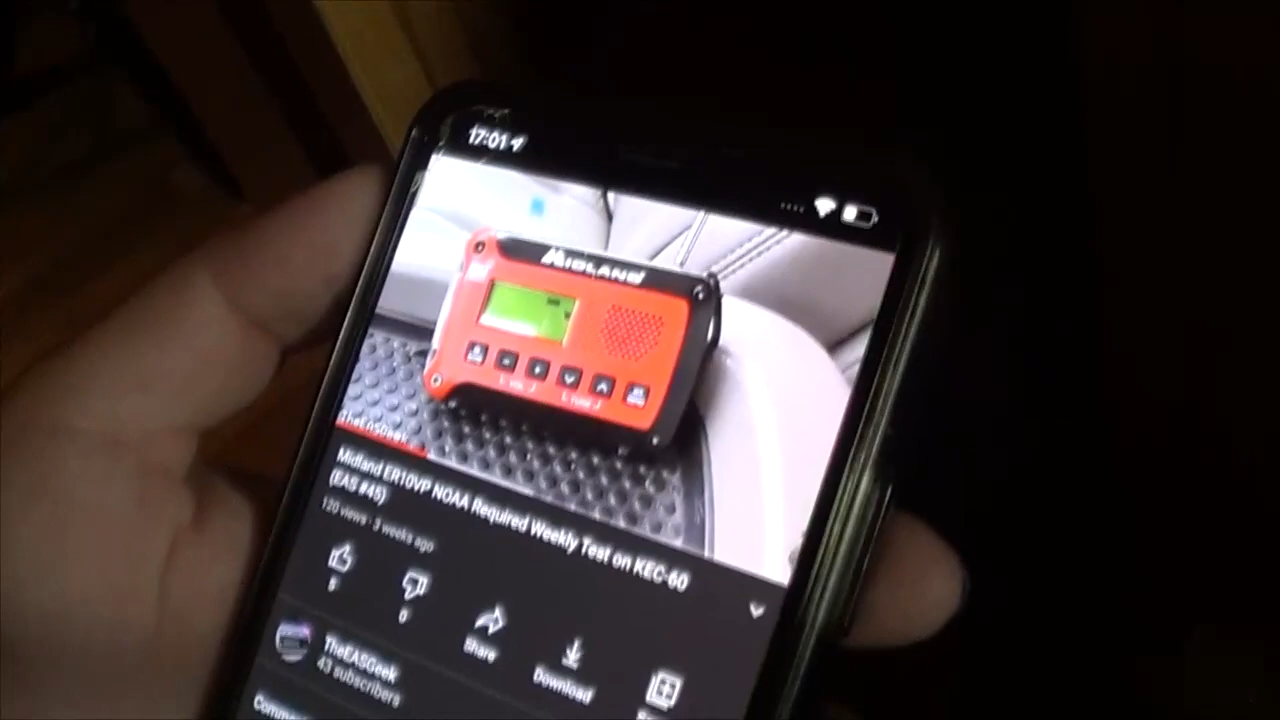 17:01
MIDLAND
TheEASGeek
Midland ER10VP NOAA Required Weekly Test on KEC-60
(EAS #45)
120 views · 3 weeks ago
0
Share
Download
TheEASGeek
43 subscribers